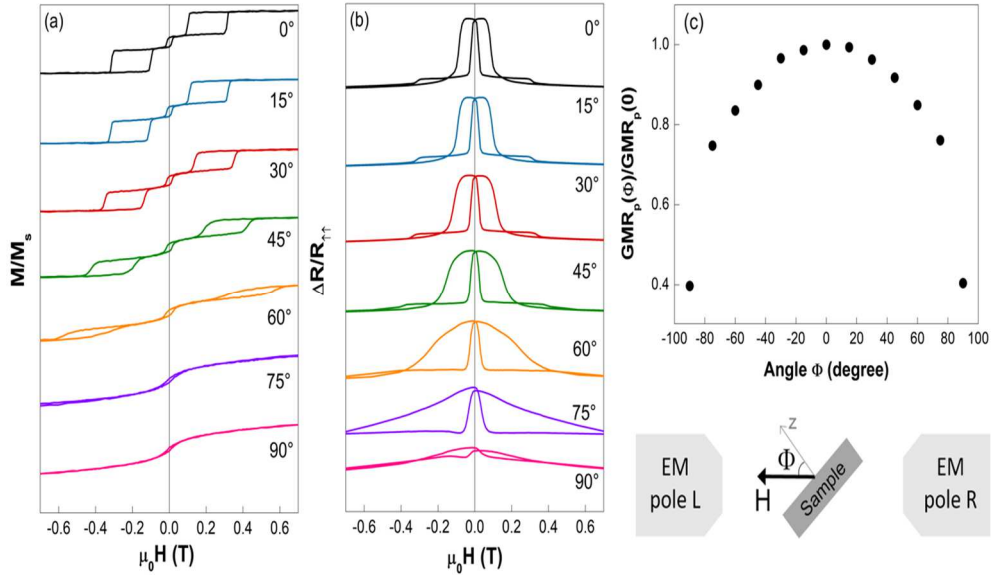 (a)
0°
15°
30°
45°
60°
75°
90°
M/Ms
-0.6 -0.4 -0.2 0.0 0.2 0.4 0.6
μ₀H (T)
(b)
0°
15°
30°
45°
60°
75°
90°
ΔR/R↑↑
-0.6 -0.4 -0.2 0.0 0.2 0.4 0.6
μ₀H (T)
(c)
1.0
0.8
0.6
0.4
GMRp(Φ)/GMRp(0)
-100 -80 -60 -40 -20 0 20 40 60 80 100
Angle Φ (degree)
EM
pole L
z
Φ
H
Sample
EM
pole R